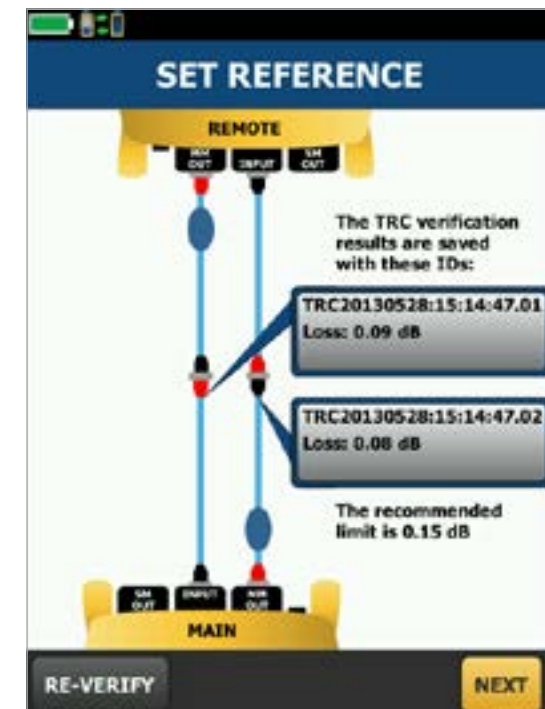 SET REFERENCE
REMOTE
MM OUT
INPUT
SM OUT
The TRC verification
results are saved
with these IDs:
TRC20130528:15:14:47.01
Loss: 0.09 dB
TRC20130528:15:14:47.02
Loss: 0.08 dB
The recommended
limit is 0.15 dB
SM OUT
INPUT
MM OUT
MAIN
RE-VERIFY
NEXT